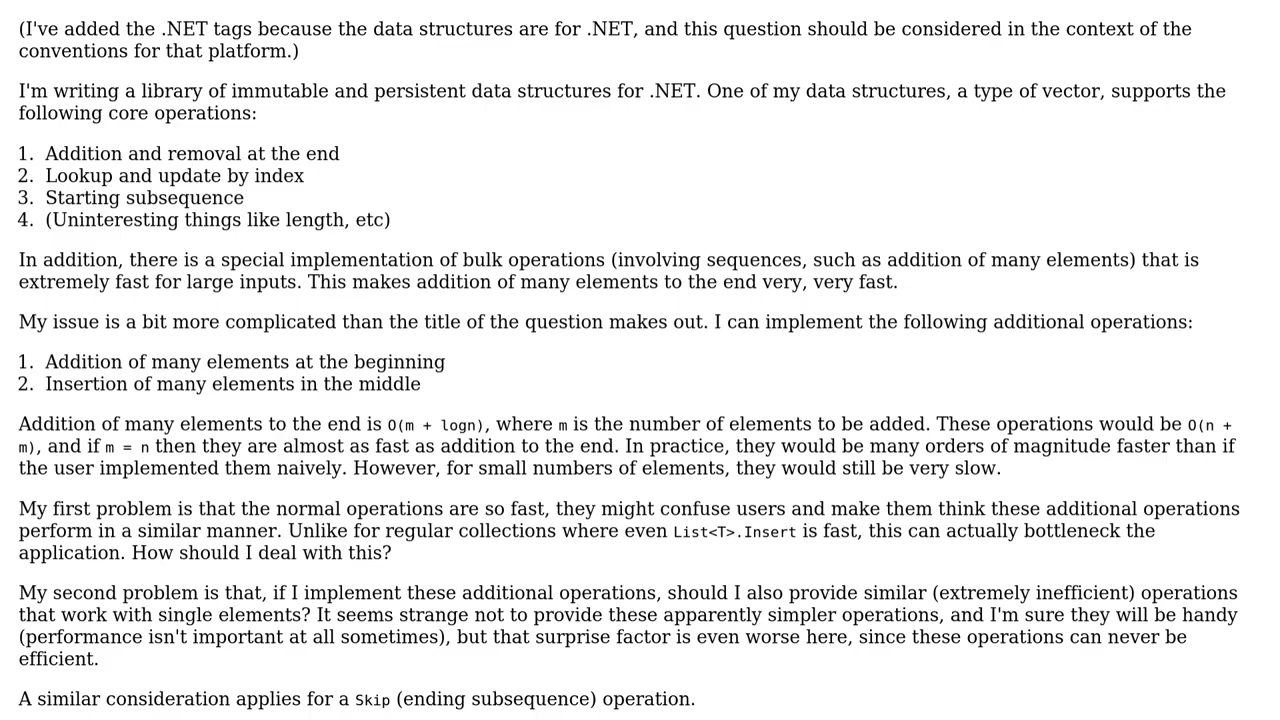 (I've added the .NET tags because the data structures are for .NET, and this question should be considered in the context of the
conventions for that platform.)
I'm writing a library of immutable and persistent data structures for .NET. One of my data structures, a type of vector, supports the
following core operations:
1. Addition and removal at the end
2. Lookup and update by index
3. Starting subsequence
4. (Uninteresting things like length, etc)
In addition, there is a special implementation of bulk operations (involving sequences, such as addition of many elements) that is
extremely fast for large inputs. This makes addition of many elements to the end very, very fast.
My issue is a bit more complicated than the title of the question makes out. I can implement the following additional operations:
1. Addition of many elements at the beginning
2. Insertion of many elements in the middle
Addition of many elements to the end is O(m + logn), where m is the number of elements to be added. These operations would be O(n +
m), and if m = n then they are almost as fast as addition to the end. In practice, they would be many orders of magnitude faster than if
the user implemented them naively. However, for small numbers of elements, they would still be very slow.
My first problem is that the normal operations are so fast, they might confuse users and make them think these additional operations
perform in a similar manner. Unlike for regular collections where even List<T>.Insert is fast, this can actually bottleneck the
application. How should I deal with this?
My second problem is that, if I implement these additional operations, should I also provide similar (extremely inefficient) operations
that work with single elements? It seems strange not to provide these apparently simpler operations, and I'm sure they will be handy
(performance isn't important at all sometimes), but that surprise factor is even worse here, since these operations can never be
efficient.
A similar consideration applies for a Skip (ending subsequence) operation.